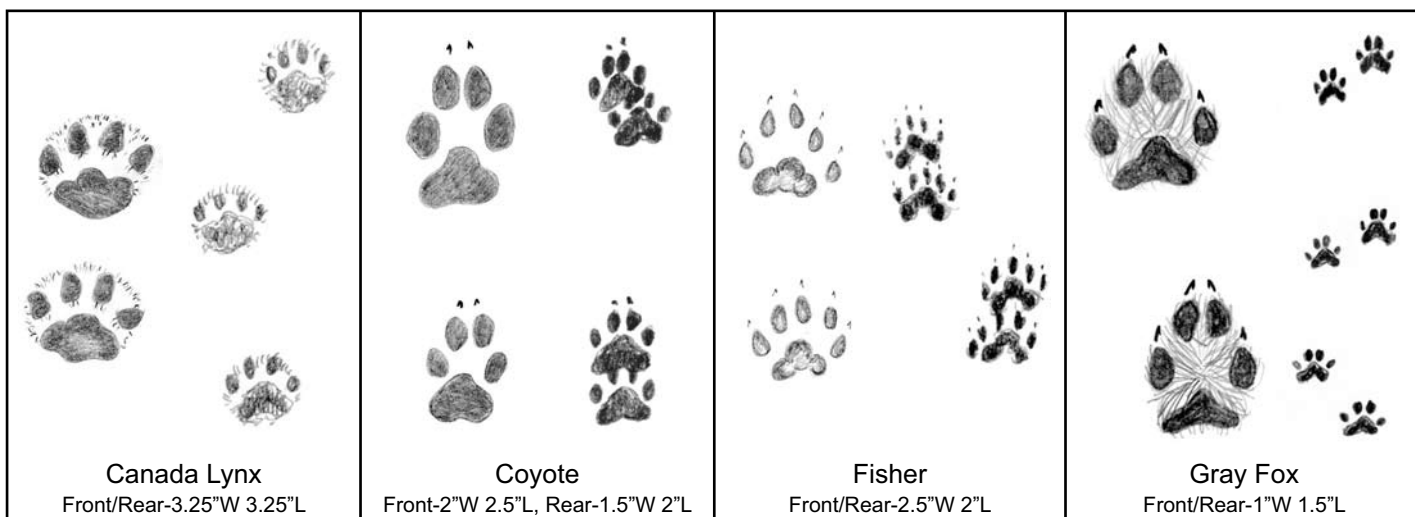 Canada Lynx
Front/Rear-3.25”W 3.25”L
Coyote
Front-2”W 2.5”L, Rear-1.5”W 2”L
Fisher
Front/Rear-2.5”W 2”L
Gray Fox
Front/Rear-1”W 1.5”L